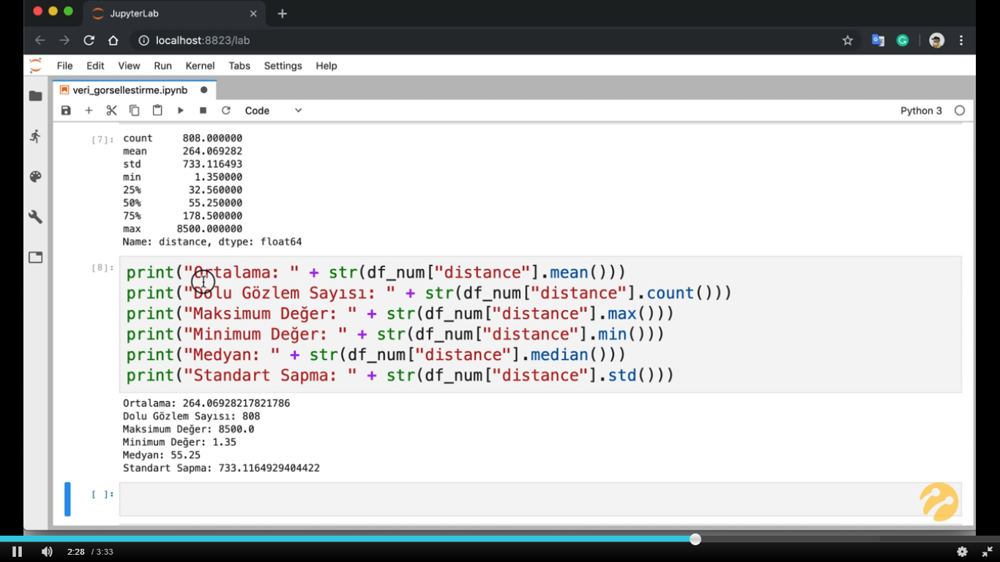 JupyterLab
localhost:8823/lab
File Edit View Run Kernel Tabs Settings Help
veri_gorsellestirme.ipynb
Code
Python 3
[7]:
count 808.000000
mean 264.069282
std 733.116493
min 1.350000
25% 32.560000
50% 55.250000
75% 178.500000
max 8500.000000
Name: distance, dtype: float64
[8]:
print("Ortalama: " + str(df_num["distance"].mean()))
print("Dolu Gözlem Sayısı: " + str(df_num["distance"].count()))
print("Maksimum Değer: " + str(df_num["distance"].max()))
print("Minimum Değer: " + str(df_num["distance"].min()))
print("Medyan: " + str(df_num["distance"].median()))
print("Standart Sapma: " + str(df_num["distance"].std()))
Ortalama: 264.06928217821786
Dolu Gözlem Sayısı: 808
Maksimum Değer: 8500.0
Minimum Değer: 1.35
Medyan: 55.25
Standart Sapma: 733.1164929404422
[ ]:
2:28 / 3:33